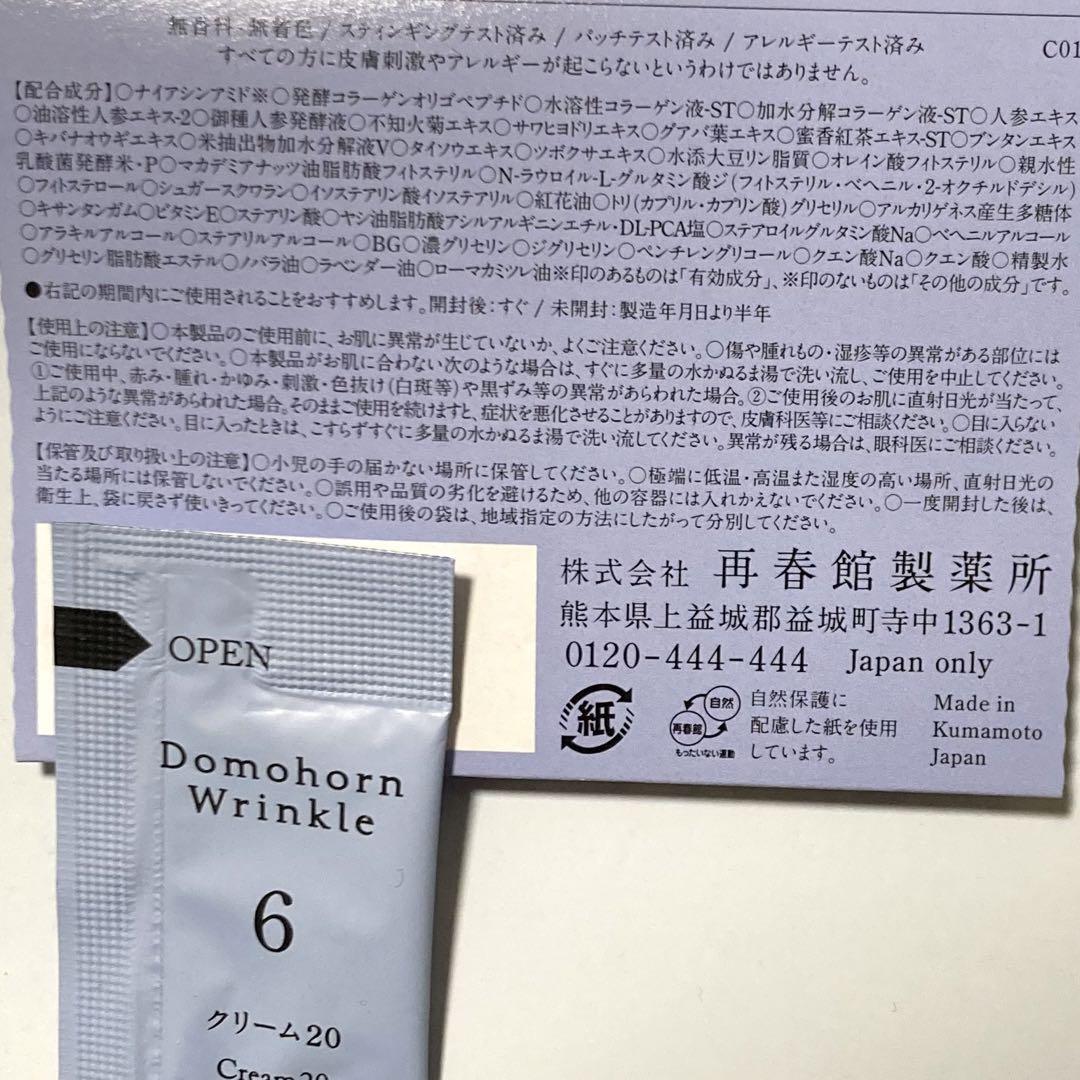 無香料・無着色 / スティンギングテスト済み / パッチテスト済み / アレルギーテスト済み
すべての方に皮膚刺激やアレルギーが起こらないというわけではありません。
C01
【配合成分】○ナイアシンアミド※○発酵コラーゲンオリゴペプチド○水溶性コラーゲン液-ST○加水分解コラーゲン液-ST○人参エキス
○油溶性人参エキス-2○御種人参発酵液○不知火菊エキス○サワヒヨドリエキス○グアバ葉エキス○蜜香紅茶エキス-ST○ブンタンエキス
○キバナオウギエキス○米抽出物加水分解液V○タイソウエキス○ツボクサエキス○水添大豆リン脂質○オレイン酸フィトステリル○親水性
乳酸菌発酵米・P○マカデミアナッツ油脂肪酸フィトステリル○N-ラウロイル-L-グルタミン酸ジ(フィトステリル・ベヘニル・2-オクチルドデシル)
○フィトステロール○シュガースクワラン○イソステアリン酸イソステアリル○紅花油○トリ(カプリル・カプリン酸)グリセリル○アルカリゲネス産生多糖体
○キサンタンガム○ビタミンE○ステアリン酸○ヤシ油脂肪酸アシルアルギニンエチル・DL-PCA塩○ステアロイルグルタミン酸Na○ベヘニルアルコール
○アラキルアルコール○ステアリルアルコール○BG○濃グリセリン○ジグリセリン○ペンチレングリコール○クエン酸Na○クエン酸○精製水
○グリセリン脂肪酸エステル○ノバラ油○ラベンダー油○ローマカミツレ油※印のあるものは「有効成分」、※印のないものは「その他の成分」です。
●右記の期間内にご使用されることをおすすめします。開封後:すぐ / 未開封:製造年月日より半年
【使用上の注意】○本製品のご使用前に、お肌に異常が生じていないか、よくご注意ください。○傷や腫れもの・湿疹等の異常がある部位には
ご使用にならないでください。○本製品がお肌に合わない次のような場合は、すぐに多量の水かぬるま湯で洗い流し、ご使用を中止してください。
①ご使用中、赤み・腫れ・かゆみ・刺激・色抜け(白斑等)や黒ずみ等の異常があらわれた場合。②ご使用後のお肌に直射日光が当たって、
上記のような異常があらわれた場合。そのままご使用を続けますと、症状を悪化させることがありますので、皮膚科医等にご相談ください。○目に入らない
ようにご注意ください。目に入ったときは、こすらずすぐに多量の水かぬるま湯で洗い流してください。異常が残る場合は、眼科医にご相談ください。
【保管及び取り扱い上の注意】○小児の手の届かない場所に保管してください。○極端に低温・高温また湿度の高い場所、直射日光の
当たる場所には保管しないでください。○誤用や品質の劣化を避けるため、他の容器には入れかえないでください。○一度開封した後は、
衛生上、袋に戻さず使いきってください。○ご使用後の袋は、地域指定の方法にしたがって分別してください。
株式会社 再春館製薬所
熊本県上益城郡益城町寺中1363-1
0120-444-444 Japan only
紙
自然
再春館
もったいない運動
自然保護に
配慮した紙を使用
しています。
Made in
Kumamoto
Japan
OPEN
Domohorn
Wrinkle
6
クリーム20
Cream20